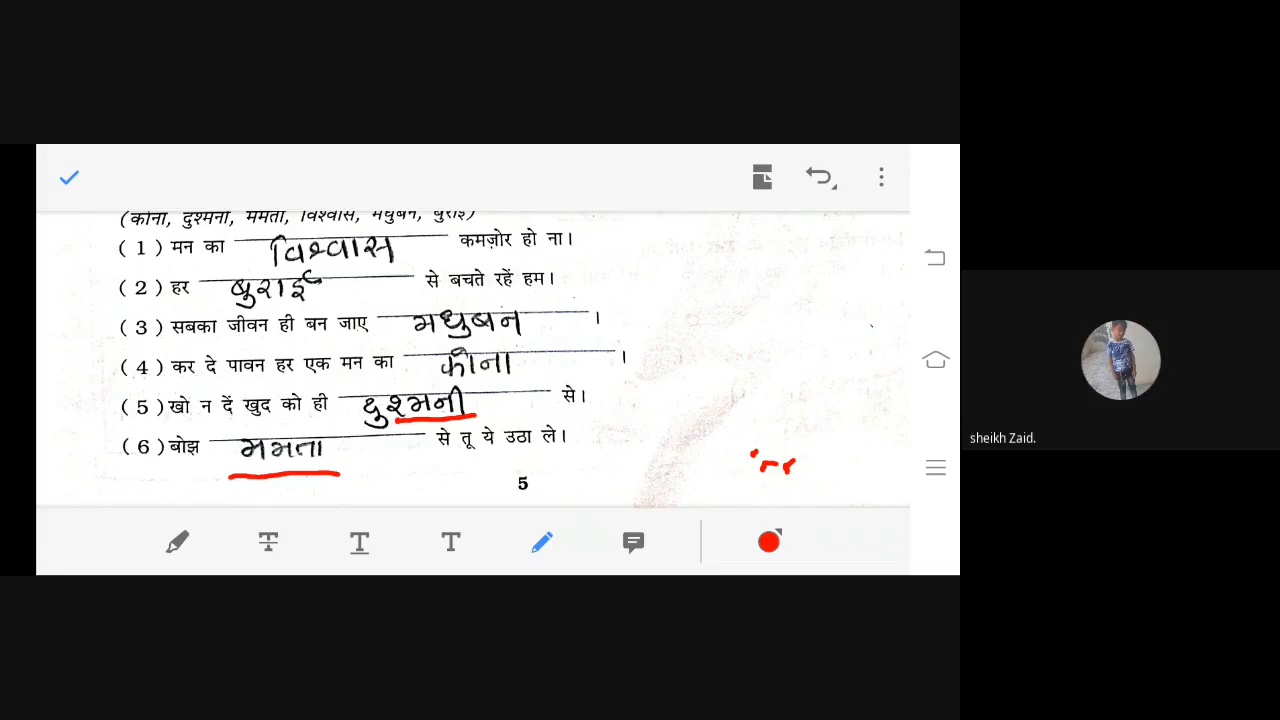 (कोना, दुश्मनी, ममता, विश्वास, मधुबन, बुराई)
(1) मन का विश्वास कमज़ोर हो ना।
(2) हर बुराई से बचते रहें हम।
(3) सबका जीवन ही बन जाए मधुबन।
(4) कर दे पावन हर एक मन का कोना।
(5) खो न दें खुद को ही दुश्मनी से।
(6) बोझ ममता से तू ये उठा ले।
5
sheikh Zaid.